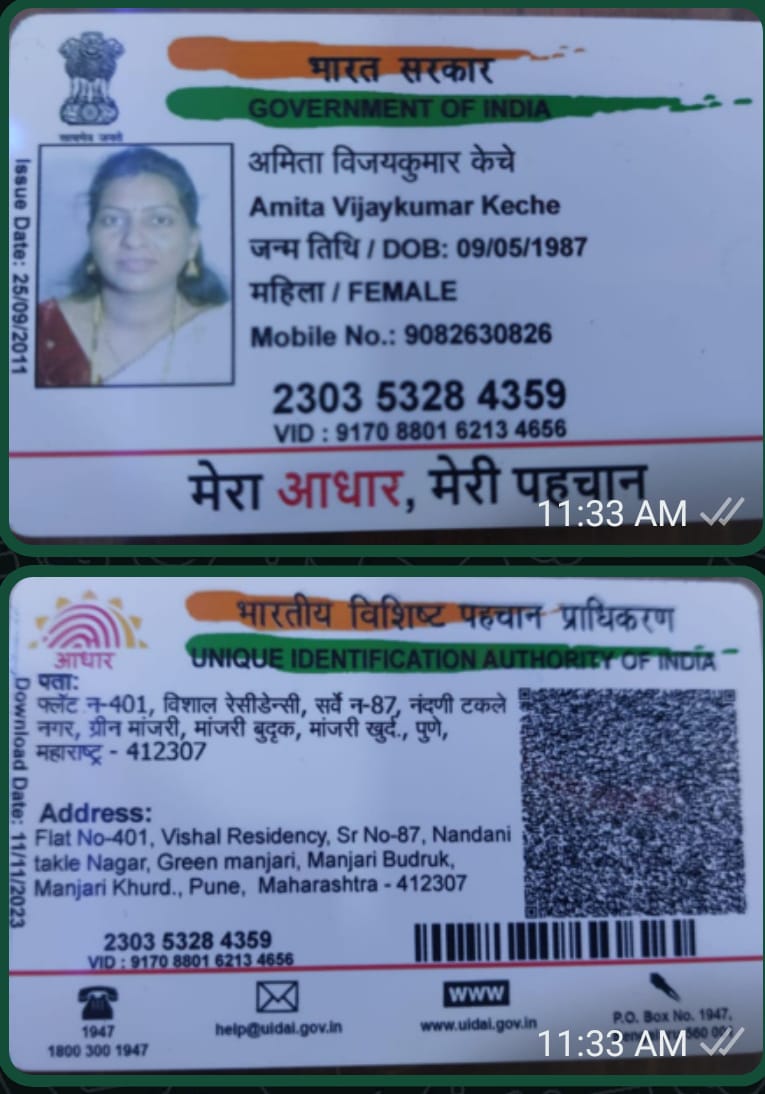 भारत सरकार
GOVERNMENT OF INDIA
सत्यमेव जयते
अमिता विजयकुमार केचे
Amita Vijaykumar Keche
जन्म तिथि / DOB: 09/05/1987
महिला / FEMALE
Mobile No.: 9082630826
Issue Date: 25/09/2011
2303 5328 4359
VID : 9170 8801 6213 4656
मेरा आधार, मेरी पहचान
11:33 AM
भारतीय विशिष्ट पहचान प्राधिकरण
UNIQUE IDENTIFICATION AUTHORITY OF INDIA
आधार
पता:
फ्लॅट न-401, विशाल रेसीडेन्सी, सर्वे न-87, नंदणी टकले
नगर, ग्रीन मांजरी, मांजरी बुदृक, मांजरी खुर्द., पुणे,
महाराष्ट्र - 412307
Download Date: 11/11/2023
Address:
Flat No-401, Vishal Residency, Sr No-87, Nandani
takle Nagar, Green manjari, Manjari Budruk,
Manjari Khurd., Pune, Maharashtra - 412307
2303 5328 4359
VID : 9170 8801 6213 4656
1947
1800 300 1947
help@uidai.gov.in
WWW
www.uidai.gov.in
P.O. Box No. 1947,
11:33 AM